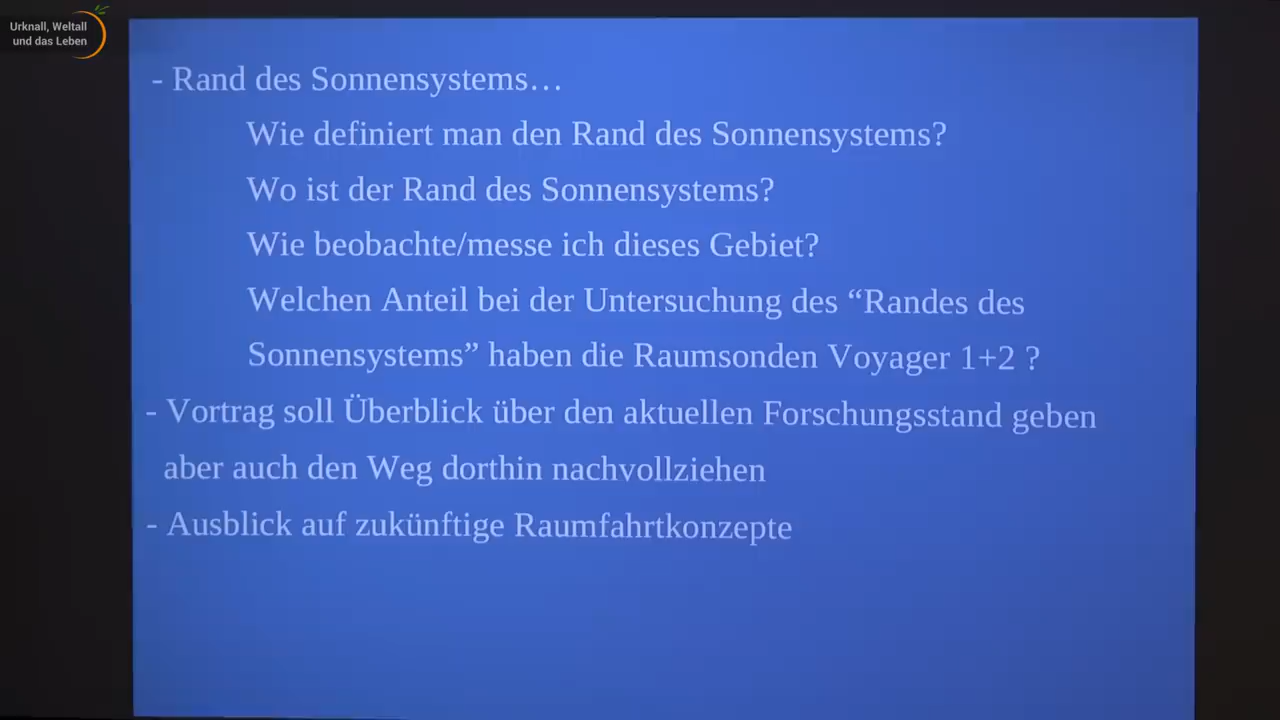 Urknall, Weltall
und das Leben
- Rand des Sonnensystems…
Wie definiert man den Rand des Sonnensystems?
Wo ist der Rand des Sonnensystems?
Wie beobachte/messe ich dieses Gebiet?
Welchen Anteil bei der Untersuchung des “Randes des
Sonnensystems” haben die Raumsonden Voyager 1+2 ?
- Vortrag soll Überblick über den aktuellen Forschungsstand geben
aber auch den Weg dorthin nachvollziehen
- Ausblick auf zukünftige Raumfahrtkonzepte